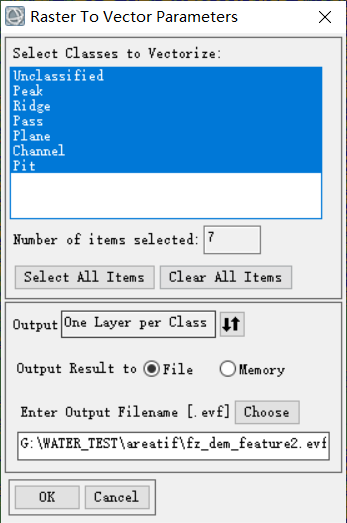 Raster To Vector Parameters
Select Classes to Vectorize:
Unclassified
Peak
Ridge
Pass
Plane
Channel
Pit
Number of items selected: 7
Select All Items Clear All Items
Output One Layer per Class
Output Result to File Memory
Enter Output Filename [.evf] Choose
G:\WATER_TEST\areatif\fz_dem_feature2.evf
OK Cancel